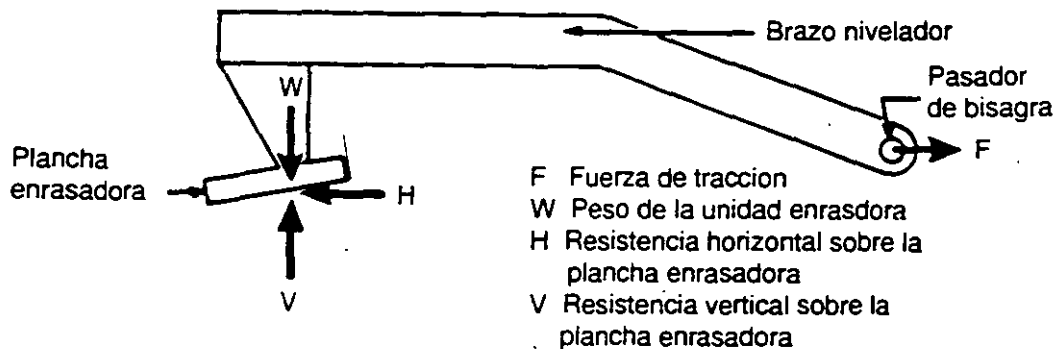 Brazo nivelador
Pasador
de bisagra
W
F
Plancha
enrasadora
H
V
F Fuerza de traccion
W Peso de la unidad enrasdora
H Resistencia horizontal sobre la
plancha enrasadora
V Resistencia vertical sobre la
plancha enrasadora